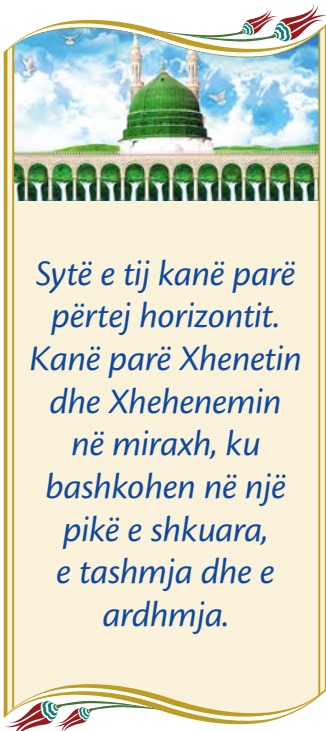 Sytë e tij kanë parë
përtej horizontit.
Kanë parë Xhenetin
dhe Xhehenemin
në miraxh, ku
bashkohen në një
pikë e shkuara,
e tashmja dhe e
ardhmja.